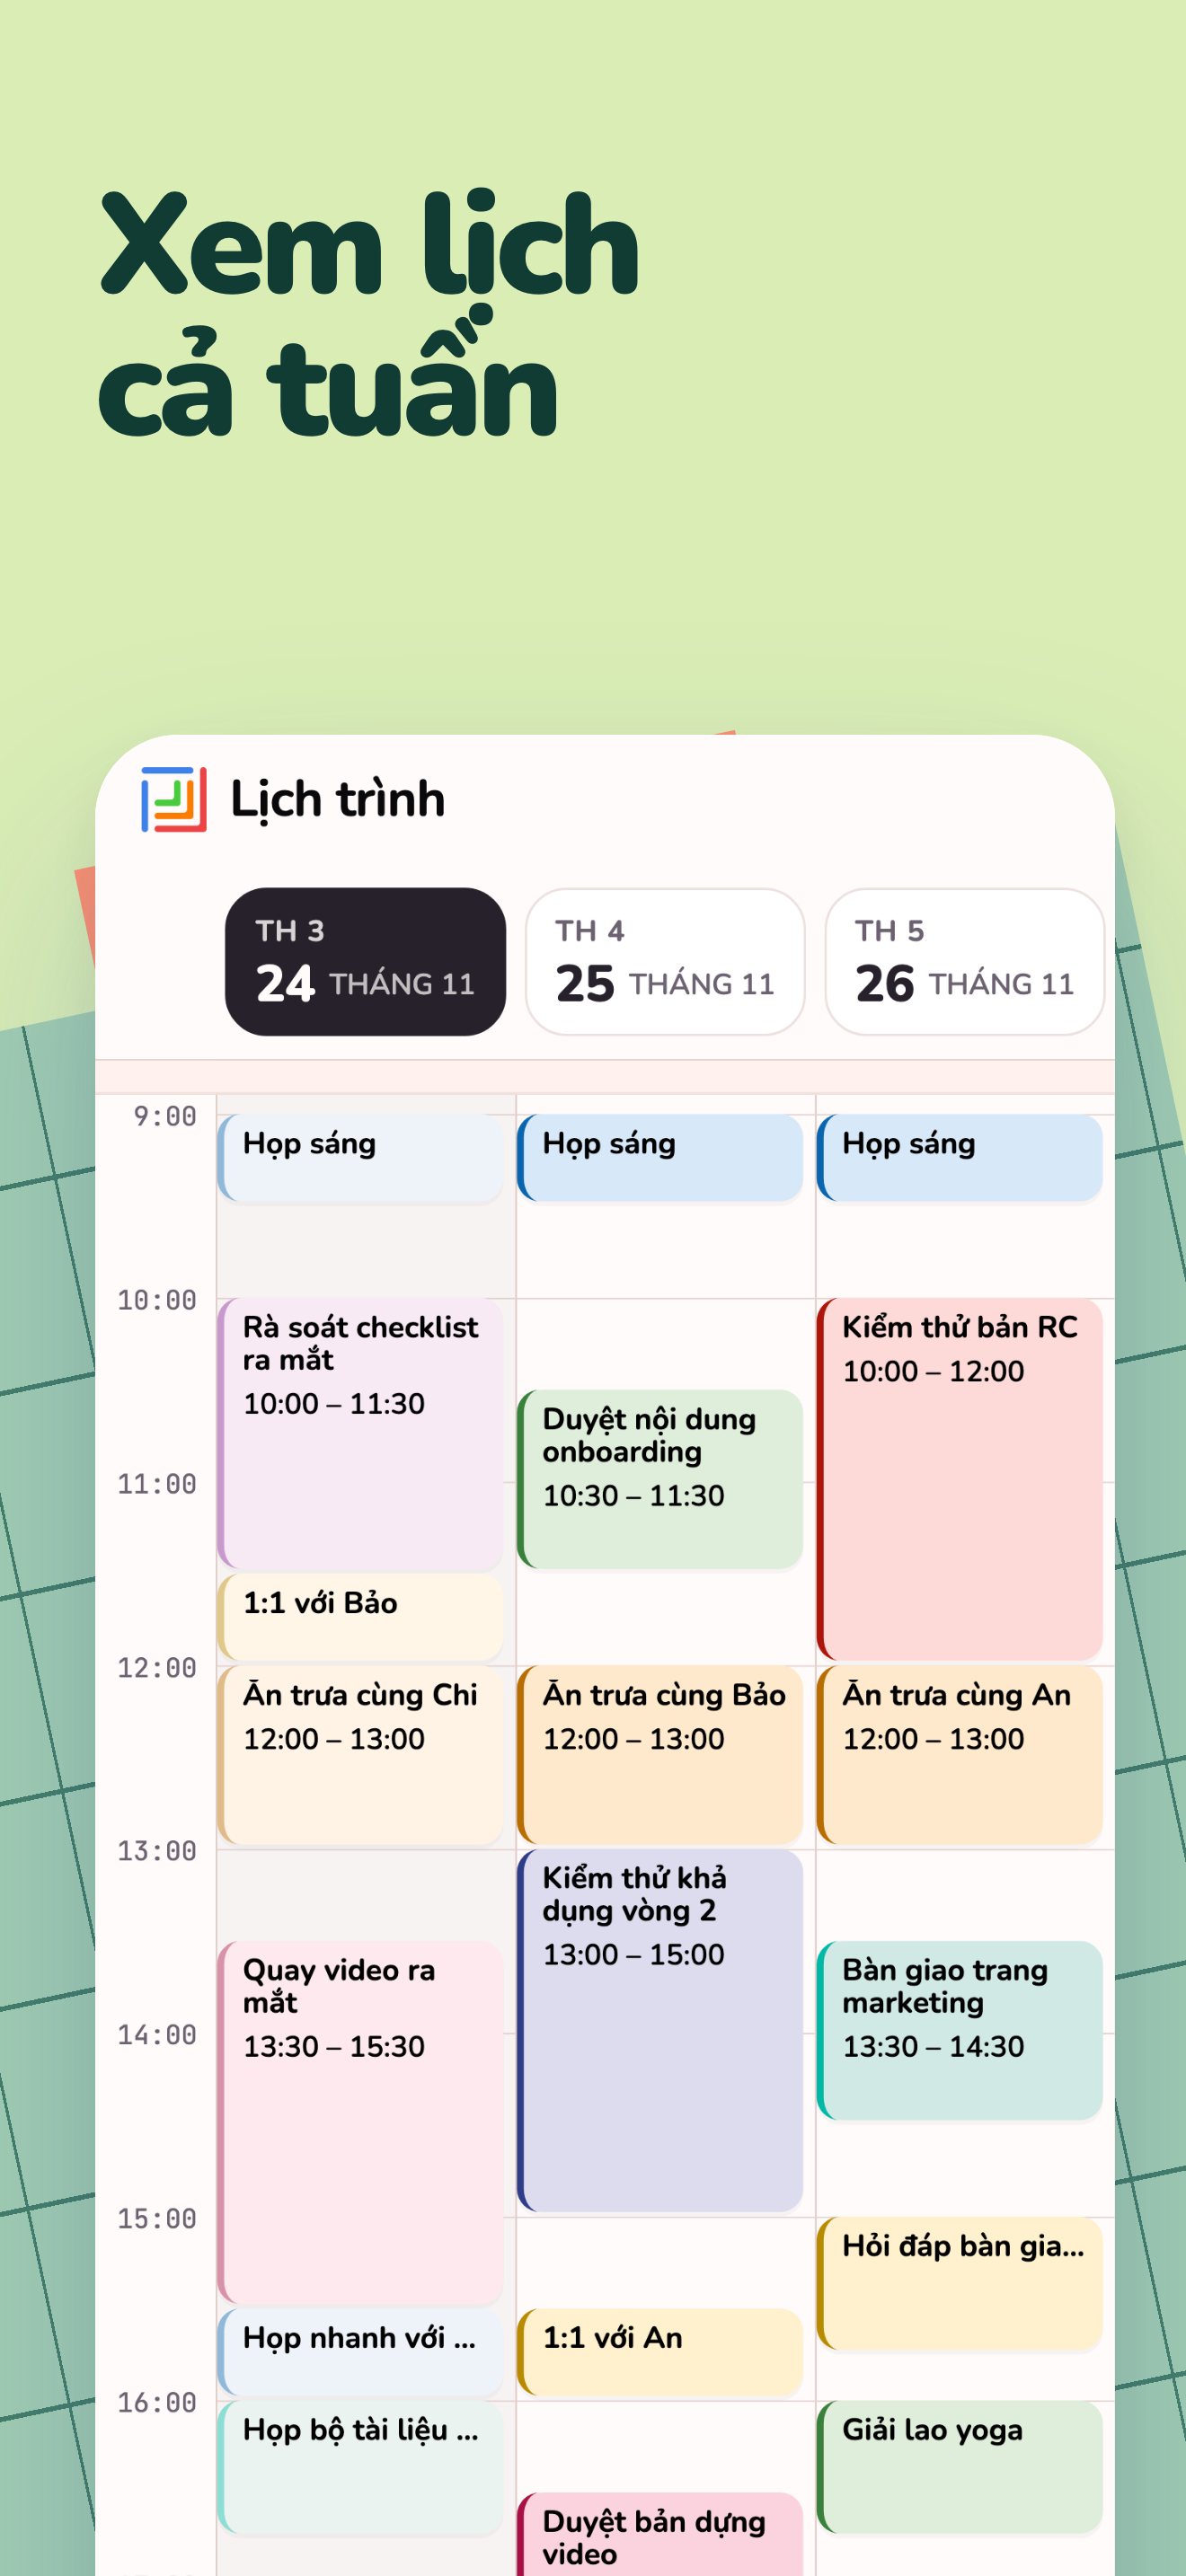 Xem lịch
cả tuần
Lịch trình
TH 3
24 THÁNG 11
TH 4
25 THÁNG 11
TH 5
26 THÁNG 11
9:00
10:00
11:00
12:00
13:00
14:00
15:00
16:00
Họp sáng
Rà soát checklist
ra mắt
10:00 – 11:30
1:1 với Bảo
Ăn trưa cùng Chi
12:00 – 13:00
Quay video ra
mắt
13:30 – 15:30
Họp nhanh với ...
Họp bộ tài liệu ...
Họp sáng
Duyệt nội dung
onboarding
10:30 – 11:30
Ăn trưa cùng Bảo
12:00 – 13:00
Kiểm thử khả
dụng vòng 2
13:00 – 15:00
1:1 với An
Duyệt bản dựng
video
Họp sáng
Kiểm thử bản RC
10:00 – 12:00
Ăn trưa cùng An
12:00 – 13:00
Bàn giao trang
marketing
13:30 – 14:30
Hỏi đáp bàn gia...
Giải lao yoga